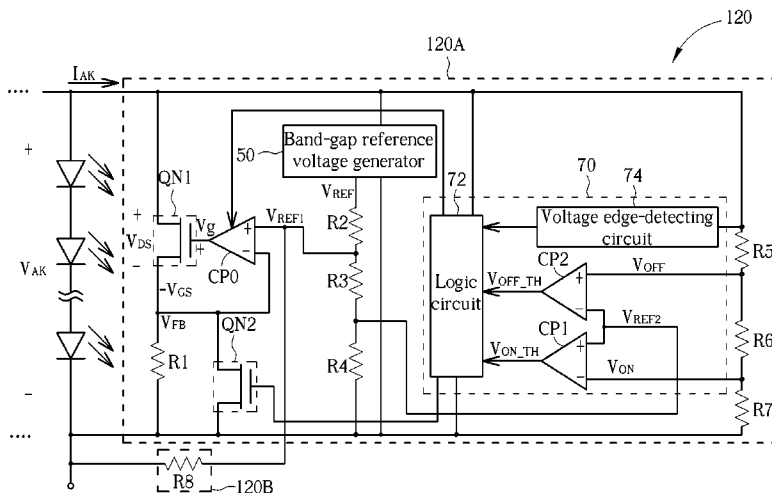 120
120A
I_AK
....
....
+
QN1
50
Band-gap reference
voltage generator
70
74
72
V_REF
+
V_DS
-
Vg
+
-
CP0
V_REF1
R2
Voltage edge-detecting
circuit
R5
V_AK
-V_GS
R3
Logic
circuit
V_OFF_TH
CP2
+
-
V_OFF
V_FB
QN2
CP1
V_REF2
R6
R1
R4
V_ON_TH
+
-
V_ON
-
R7
....
....
R8
120B